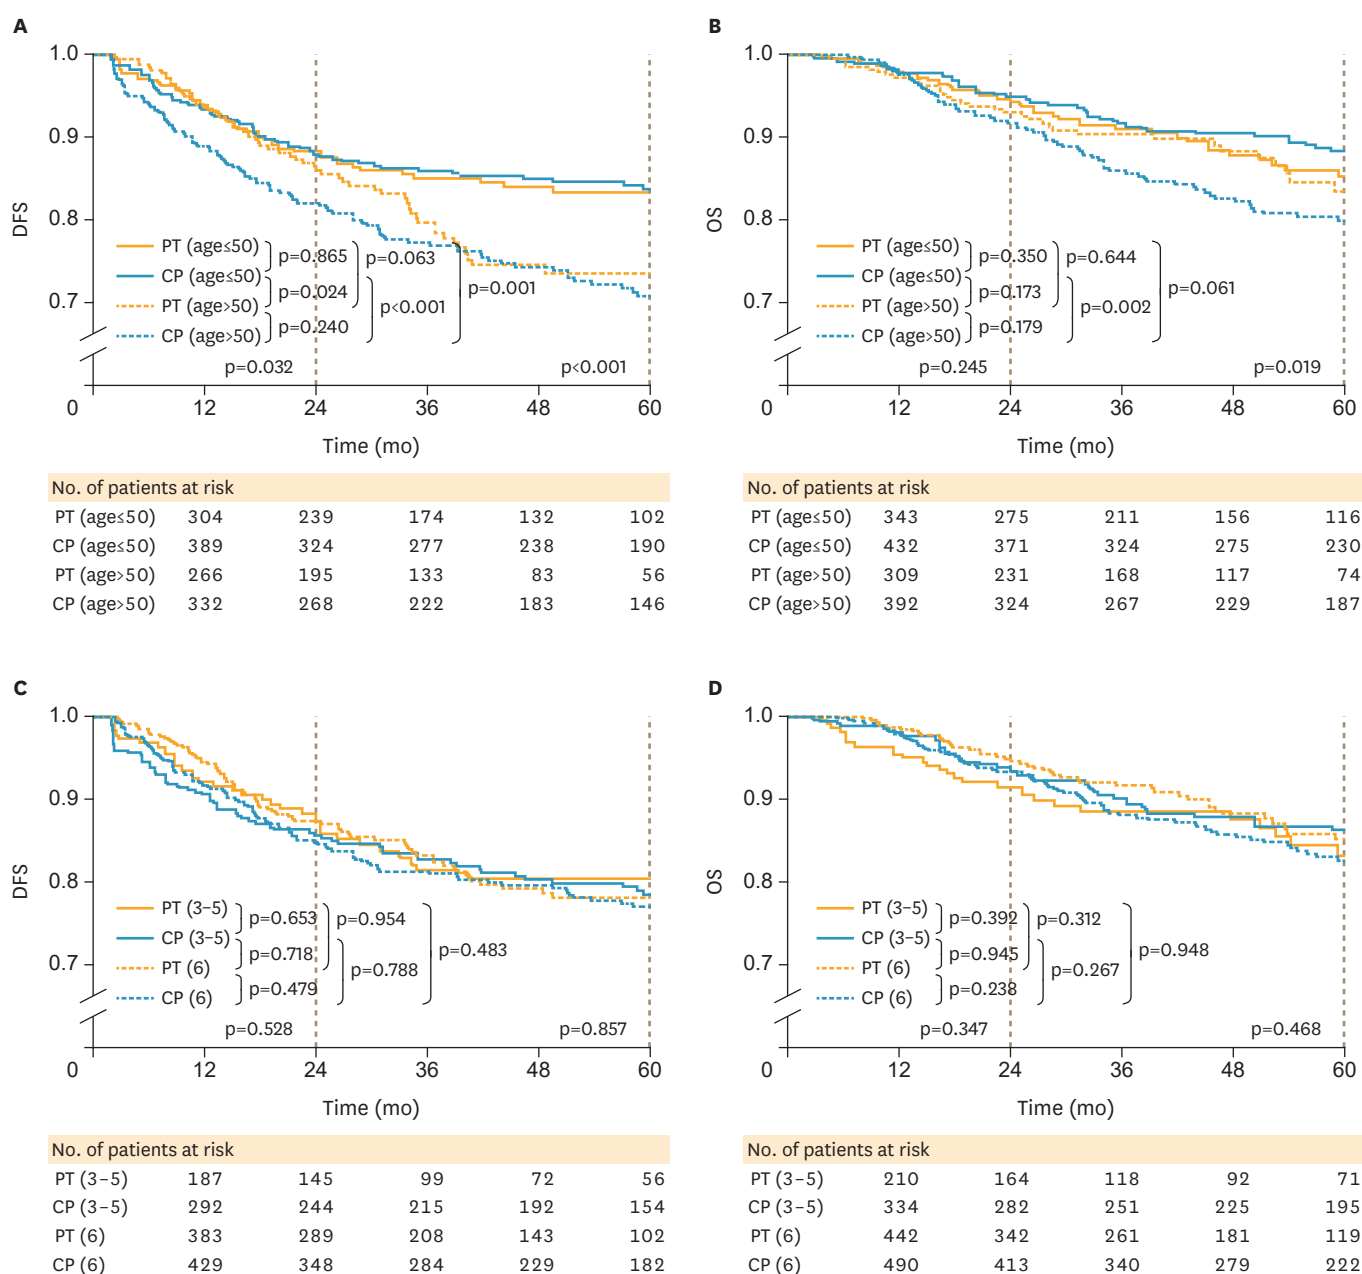 A
1.0
0.9
0.8
0.7
DFS
PT (age≤50)
CP (age≤50)
PT (age>50)
CP (age>50)
p=0.865
p=0.024
p=0.240
p=0.063
p<0.001
p=0.001
p=0.032
p<0.001
0 12 24 36 48 60
Time (mo)
No. of patients at risk
PT (age≤50) 304 239 174 132 102
CP (age≤50) 389 324 277 238 190
PT (age>50) 266 195 133 83 56
CP (age>50) 332 268 222 183 146
B
1.0
0.9
0.8
0.7
OS
PT (age≤50)
CP (age≤50)
PT (age>50)
CP (age>50)
p=0.350
p=0.173
p=0.179
p=0.644
p=0.002
p=0.061
p=0.245
p=0.019
0 12 24 36 48 60
Time (mo)
No. of patients at risk
PT (age≤50) 343 275 211 156 116
CP (age≤50) 432 371 324 275 230
PT (age>50) 309 231 168 117 74
CP (age>50) 392 324 267 229 187
C
1.0
0.9
0.8
0.7
DFS
PT (3–5)
CP (3–5)
PT (6)
CP (6)
p=0.653
p=0.718
p=0.479
p=0.954
p=0.788
p=0.483
p=0.528
p=0.857
0 12 24 36 48 60
Time (mo)
No. of patients at risk
PT (3–5) 187 145 99 72 56
CP (3–5) 292 244 215 192 154
PT (6) 383 289 208 143 102
CP (6) 429 348 284 229 182
D
1.0
0.9
0.8
0.7
OS
PT (3–5)
CP (3–5)
PT (6)
CP (6)
p=0.392
p=0.945
p=0.238
p=0.312
p=0.267
p=0.948
p=0.347
p=0.468
0 12 24 36 48 60
Time (mo)
No. of patients at risk
PT (3–5) 210 164 118 92 71
CP (3–5) 334 282 251 225 195
PT (6) 442 342 261 181 119
CP (6) 490 413 340 279 222